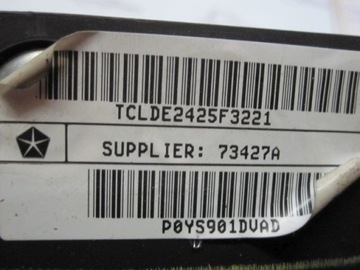 TCLDE2425F3221
SUPPLIER: 73427A
P0YS901DVAD